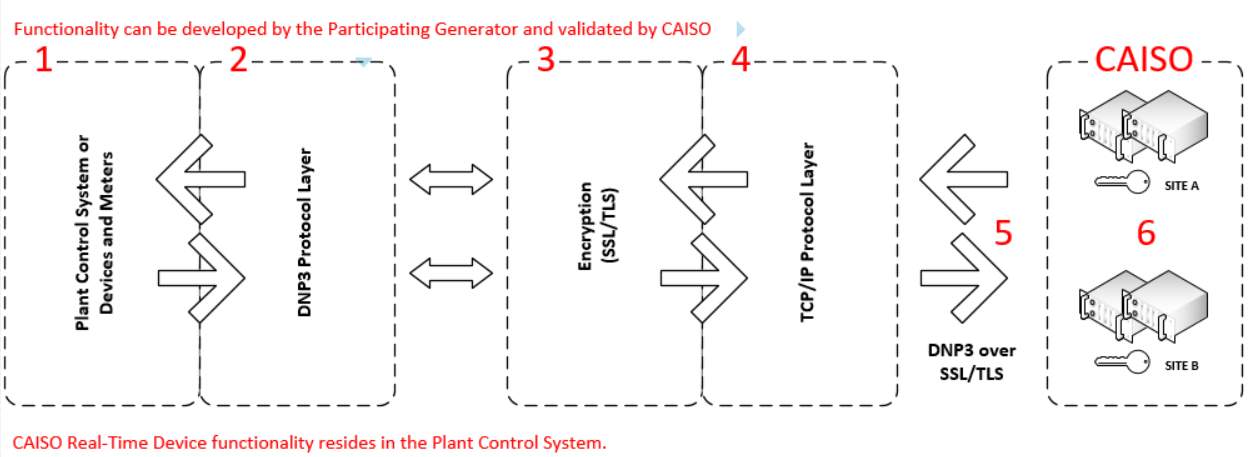 Functionality can be developed by the Participating Generator and validated by CAISO
1
2
3
4
CAISO
Plant Control System or
Devices and Meters
DNP3 Protocol Layer
Encryption
(SSL/TLS)
TCP/IP Protocol Layer
5
DNP3 over
SSL/TLS
SITE A
6
SITE B
CAISO Real-Time Device functionality resides in the Plant Control System.